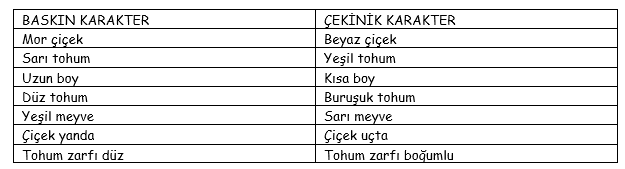 BASKIN KARAKTER ÇEKİNİK KARAKTER
Mor çiçek Beyaz çiçek
Sarı tohum Yeşil tohum
Uzun boy Kısa boy
Düz tohum Buruşuk tohum
Yeşil meyve Sarı meyve
Çiçek yanda Çiçek uçta
Tohum zarfı düz Tohum zarfı boğumlu